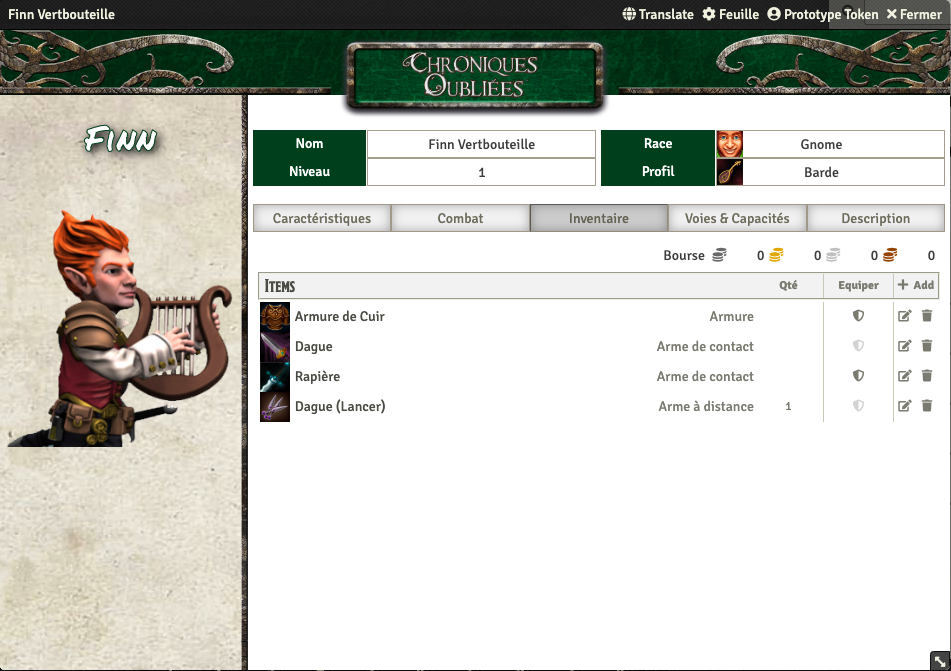 Finn Vertbouteille
Translate Feuille Prototype Token Fermer
CHRONIQUES
OUBLIÉES
FINN
Nom Finn Vertbouteille Race Gnome
Niveau 1 Profil Barde
Caractéristiques Combat Inventaire Voies & Capacités Description
Bourse 0 0 0 0
ITEMS Qté Equiper + Add
Armure de Cuir Armure
Dague Arme de contact
Rapière Arme de contact
Dague (Lancer) Arme à distance 1